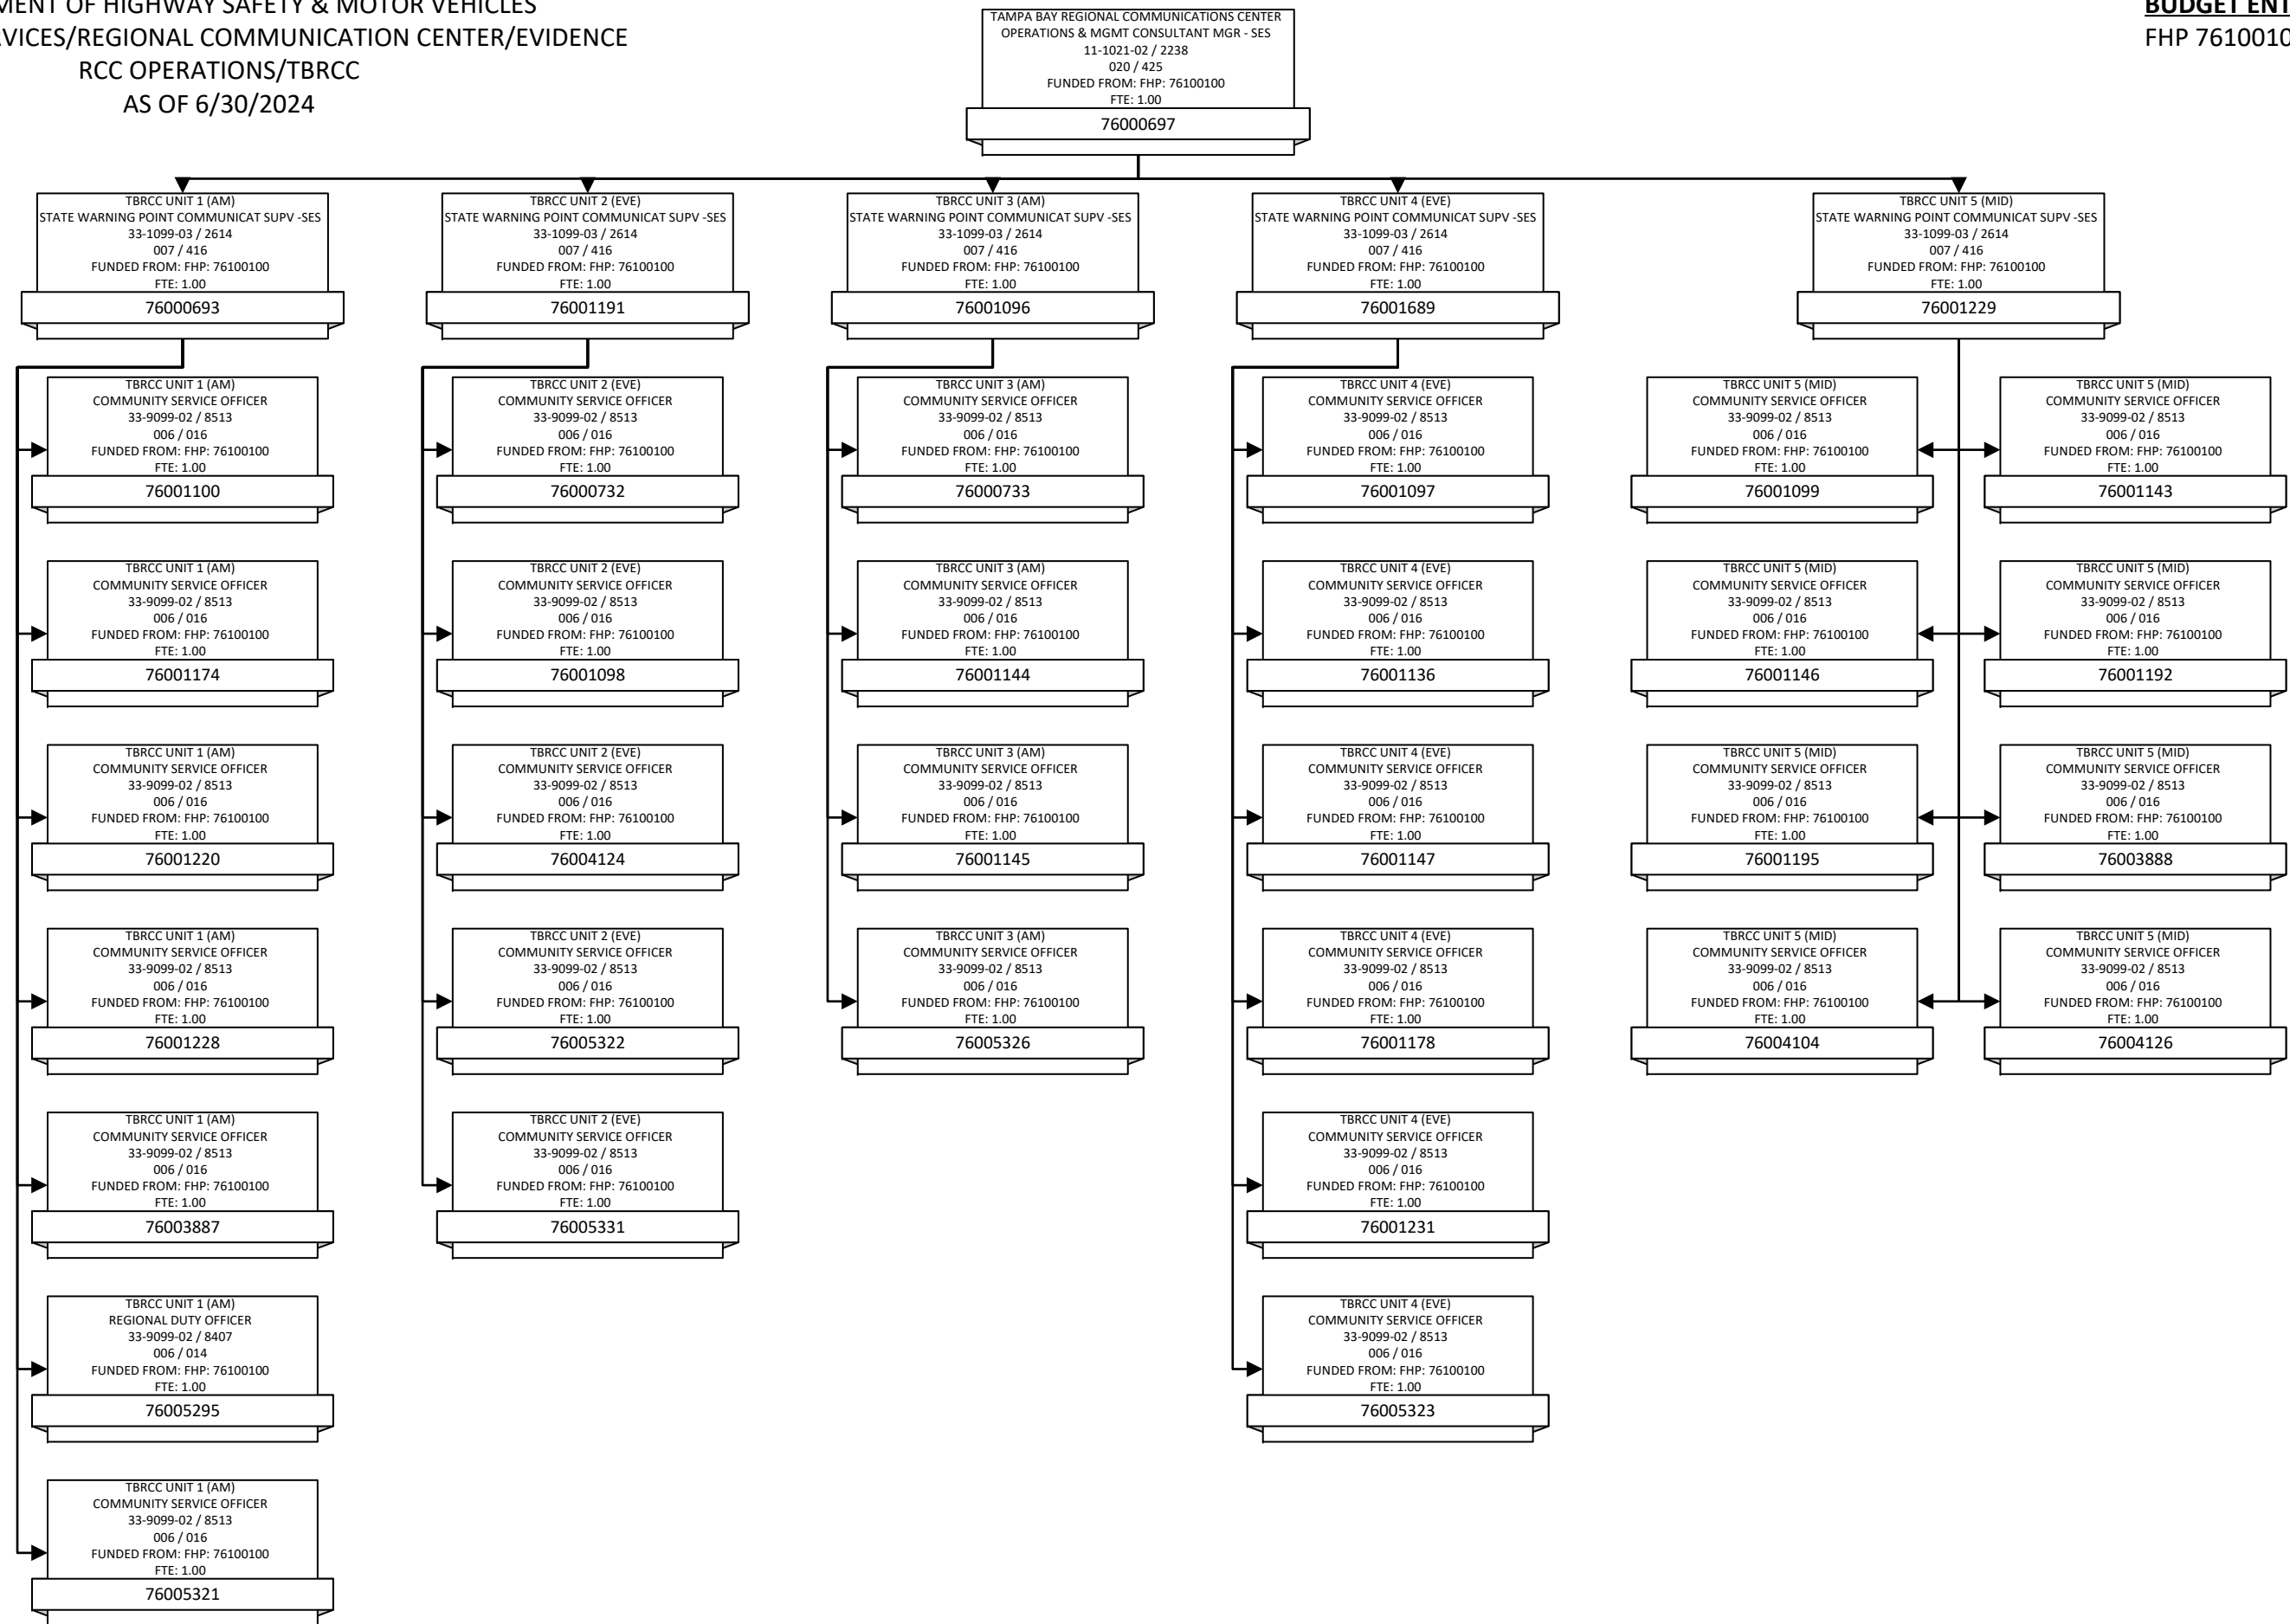 MENT OF HIGHWAY SAFETY & MOTOR VEHICLES
RVICES/REGIONAL COMMUNICATION CENTER/EVIDENCE
RCC OPERATIONS/TBRCC
AS OF 6/30/2024
BUDGET ENT
FHP 7610010
TAMPA BAY REGIONAL COMMUNICATIONS CENTER
OPERATIONS & MGMT CONSULTANT MGR - SES
11-1021-02 / 2238
020 / 425
FUNDED FROM: FHP: 76100100
FTE: 1.00
76000697
TBRCC UNIT 1 (AM)
STATE WARNING POINT COMMUNICAT SUPV -SES
33-1099-03 / 2614
007 / 416
FUNDED FROM: FHP: 76100100
FTE: 1.00
76000693
TBRCC UNIT 1 (AM)
COMMUNITY SERVICE OFFICER
33-9099-02 / 8513
006 / 016
FUNDED FROM: FHP: 76100100
FTE: 1.00
76001100
TBRCC UNIT 1 (AM)
COMMUNITY SERVICE OFFICER
33-9099-02 / 8513
006 / 016
FUNDED FROM: FHP: 76100100
FTE: 1.00
76001174
TBRCC UNIT 1 (AM)
COMMUNITY SERVICE OFFICER
33-9099-02 / 8513
006 / 016
FUNDED FROM: FHP: 76100100
FTE: 1.00
76001220
TBRCC UNIT 1 (AM)
COMMUNITY SERVICE OFFICER
33-9099-02 / 8513
006 / 016
FUNDED FROM: FHP: 76100100
FTE: 1.00
76001228
TBRCC UNIT 1 (AM)
COMMUNITY SERVICE OFFICER
33-9099-02 / 8513
006 / 016
FUNDED FROM: FHP: 76100100
FTE: 1.00
76003887
TBRCC UNIT 1 (AM)
REGIONAL DUTY OFFICER
33-9099-02 / 8407
006 / 014
FUNDED FROM: FHP: 76100100
FTE: 1.00
76005295
TBRCC UNIT 1 (AM)
COMMUNITY SERVICE OFFICER
33-9099-02 / 8513
006 / 016
FUNDED FROM: FHP: 76100100
FTE: 1.00
76005321
TBRCC UNIT 2 (EVE)
STATE WARNING POINT COMMUNICAT SUPV -SES
33-1099-03 / 2614
007 / 416
FUNDED FROM: FHP: 76100100
FTE: 1.00
76001191
TBRCC UNIT 2 (EVE)
COMMUNITY SERVICE OFFICER
33-9099-02 / 8513
006 / 016
FUNDED FROM: FHP: 76100100
FTE: 1.00
76000732
TBRCC UNIT 2 (EVE)
COMMUNITY SERVICE OFFICER
33-9099-02 / 8513
006 / 016
FUNDED FROM: FHP: 76100100
FTE: 1.00
76001098
TBRCC UNIT 2 (EVE)
COMMUNITY SERVICE OFFICER
33-9099-02 / 8513
006 / 016
FUNDED FROM: FHP: 76100100
FTE: 1.00
76004124
TBRCC UNIT 2 (EVE)
COMMUNITY SERVICE OFFICER
33-9099-02 / 8513
006 / 016
FUNDED FROM: FHP: 76100100
FTE: 1.00
76005322
TBRCC UNIT 2 (EVE)
COMMUNITY SERVICE OFFICER
33-9099-02 / 8513
006 / 016
FUNDED FROM: FHP: 76100100
FTE: 1.00
76005331
TBRCC UNIT 3 (AM)
STATE WARNING POINT COMMUNICAT SUPV -SES
33-1099-03 / 2614
007 / 416
FUNDED FROM: FHP: 76100100
FTE: 1.00
76001096
TBRCC UNIT 3 (AM)
COMMUNITY SERVICE OFFICER
33-9099-02 / 8513
006 / 016
FUNDED FROM: FHP: 76100100
FTE: 1.00
76000733
TBRCC UNIT 3 (AM)
COMMUNITY SERVICE OFFICER
33-9099-02 / 8513
006 / 016
FUNDED FROM: FHP: 76100100
FTE: 1.00
76001144
TBRCC UNIT 3 (AM)
COMMUNITY SERVICE OFFICER
33-9099-02 / 8513
006 / 016
FUNDED FROM: FHP: 76100100
FTE: 1.00
76001145
TBRCC UNIT 3 (AM)
COMMUNITY SERVICE OFFICER
33-9099-02 / 8513
006 / 016
FUNDED FROM: FHP: 76100100
FTE: 1.00
76005326
TBRCC UNIT 4 (EVE)
STATE WARNING POINT COMMUNICAT SUPV -SES
33-1099-03 / 2614
007 / 416
FUNDED FROM: FHP: 76100100
FTE: 1.00
76001689
TBRCC UNIT 4 (EVE)
COMMUNITY SERVICE OFFICER
33-9099-02 / 8513
006 / 016
FUNDED FROM: FHP: 76100100
FTE: 1.00
76001097
TBRCC UNIT 4 (EVE)
COMMUNITY SERVICE OFFICER
33-9099-02 / 8513
006 / 016
FUNDED FROM: FHP: 76100100
FTE: 1.00
76001136
TBRCC UNIT 4 (EVE)
COMMUNITY SERVICE OFFICER
33-9099-02 / 8513
006 / 016
FUNDED FROM: FHP: 76100100
FTE: 1.00
76001147
TBRCC UNIT 4 (EVE)
COMMUNITY SERVICE OFFICER
33-9099-02 / 8513
006 / 016
FUNDED FROM: FHP: 76100100
FTE: 1.00
76001178
TBRCC UNIT 4 (EVE)
COMMUNITY SERVICE OFFICER
33-9099-02 / 8513
006 / 016
FUNDED FROM: FHP: 76100100
FTE: 1.00
76001231
TBRCC UNIT 4 (EVE)
COMMUNITY SERVICE OFFICER
33-9099-02 / 8513
006 / 016
FUNDED FROM: FHP: 76100100
FTE: 1.00
76005323
TBRCC UNIT 5 (MID)
STATE WARNING POINT COMMUNICAT SUPV -SES
33-1099-03 / 2614
007 / 416
FUNDED FROM: FHP: 76100100
FTE: 1.00
76001229
TBRCC UNIT 5 (MID)
COMMUNITY SERVICE OFFICER
33-9099-02 / 8513
006 / 016
FUNDED FROM: FHP: 76100100
FTE: 1.00
76001099
TBRCC UNIT 5 (MID)
COMMUNITY SERVICE OFFICER
33-9099-02 / 8513
006 / 016
FUNDED FROM: FHP: 76100100
FTE: 1.00
76001143
TBRCC UNIT 5 (MID)
COMMUNITY SERVICE OFFICER
33-9099-02 / 8513
006 / 016
FUNDED FROM: FHP: 76100100
FTE: 1.00
76001146
TBRCC UNIT 5 (MID)
COMMUNITY SERVICE OFFICER
33-9099-02 / 8513
006 / 016
FUNDED FROM: FHP: 76100100
FTE: 1.00
76001192
TBRCC UNIT 5 (MID)
COMMUNITY SERVICE OFFICER
33-9099-02 / 8513
006 / 016
FUNDED FROM: FHP: 76100100
FTE: 1.00
76001195
TBRCC UNIT 5 (MID)
COMMUNITY SERVICE OFFICER
33-9099-02 / 8513
006 / 016
FUNDED FROM: FHP: 76100100
FTE: 1.00
76003888
TBRCC UNIT 5 (MID)
COMMUNITY SERVICE OFFICER
33-9099-02 / 8513
006 / 016
FUNDED FROM: FHP: 76100100
FTE: 1.00
76004104
TBRCC UNIT 5 (MID)
COMMUNITY SERVICE OFFICER
33-9099-02 / 8513
006 / 016
FUNDED FROM: FHP: 76100100
FTE: 1.00
76004126